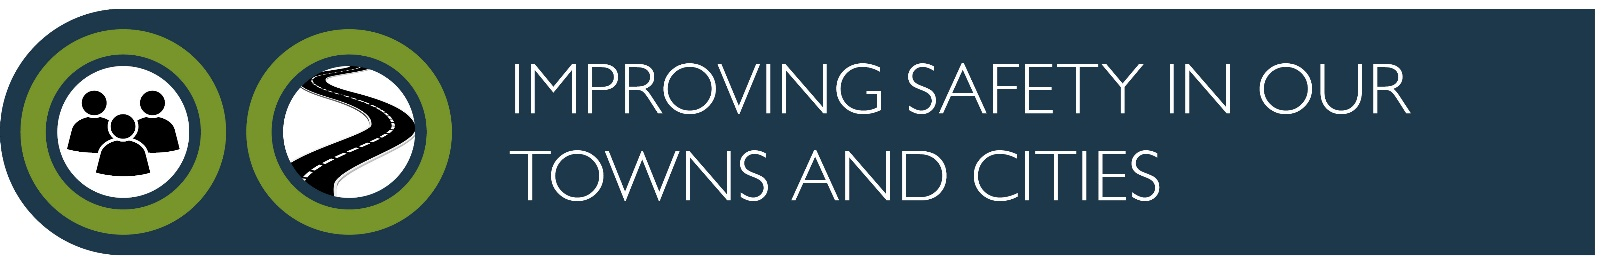 IMPROVING SAFETY IN OUR
TOWNS AND CITIES